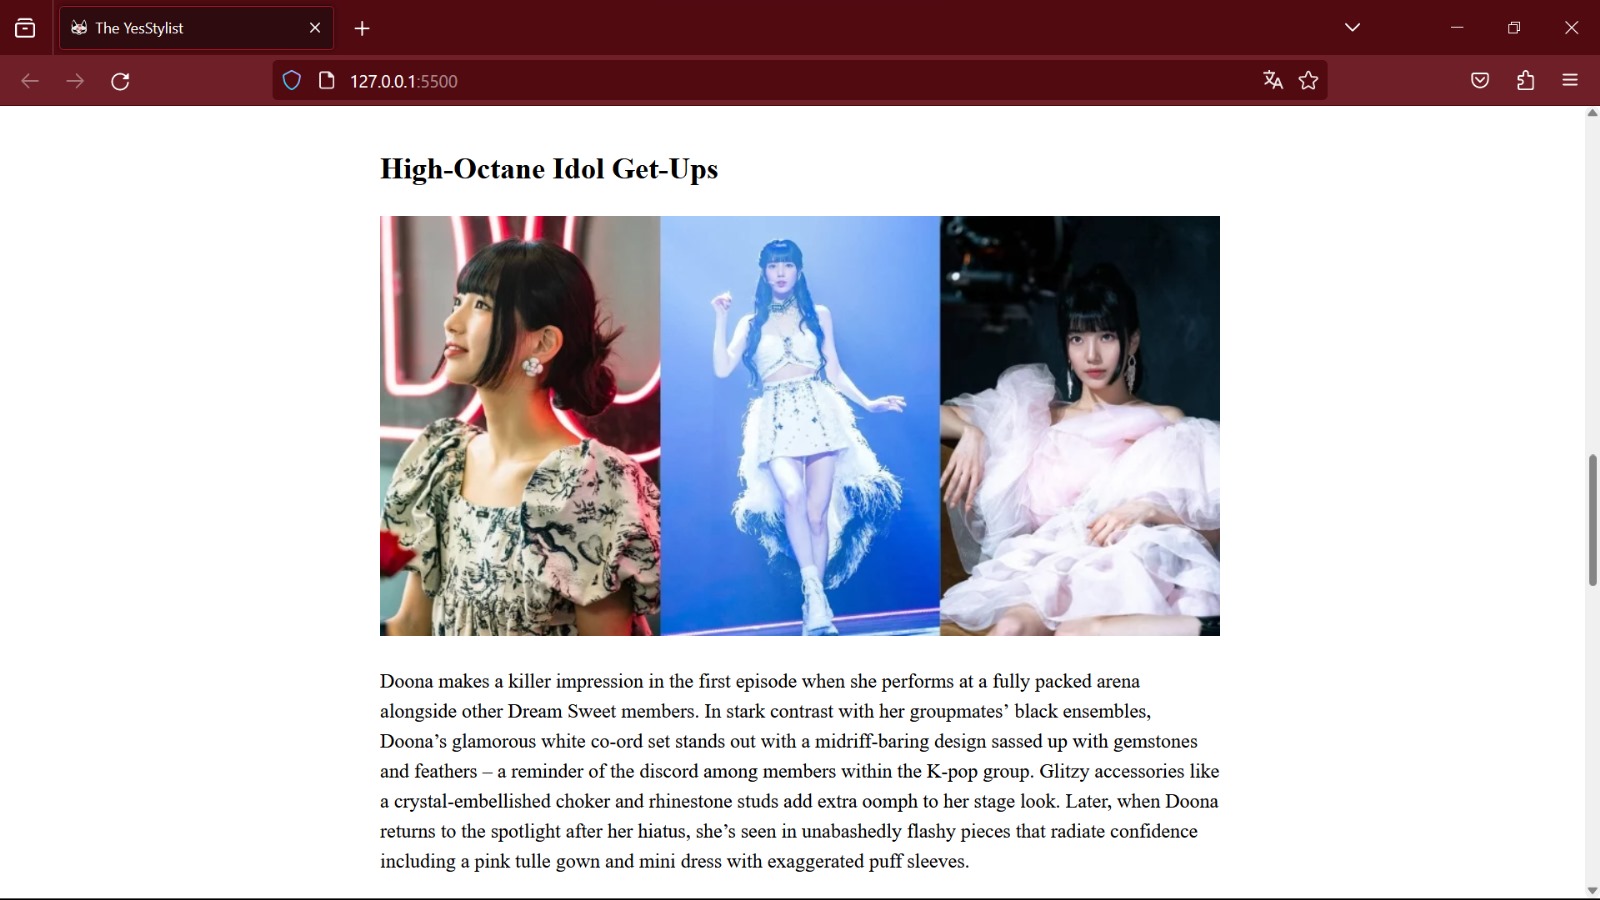 The YesStylist
127.0.0.1:5500
High-Octane Idol Get-Ups
Doona makes a killer impression in the first episode when she performs at a fully packed arena
alongside other Dream Sweet members. In stark contrast with her groupmates’ black ensembles,
Doona’s glamorous white co-ord set stands out with a midriff-baring design sassed up with gemstones
and feathers – a reminder of the discord among members within the K-pop group. Glitzy accessories like
a crystal-embellished choker and rhinestone studs add extra oomph to her stage look. Later, when Doona
returns to the spotlight after her hiatus, she’s seen in unabashedly flashy pieces that radiate confidence
including a pink tulle gown and mini dress with exaggerated puff sleeves.